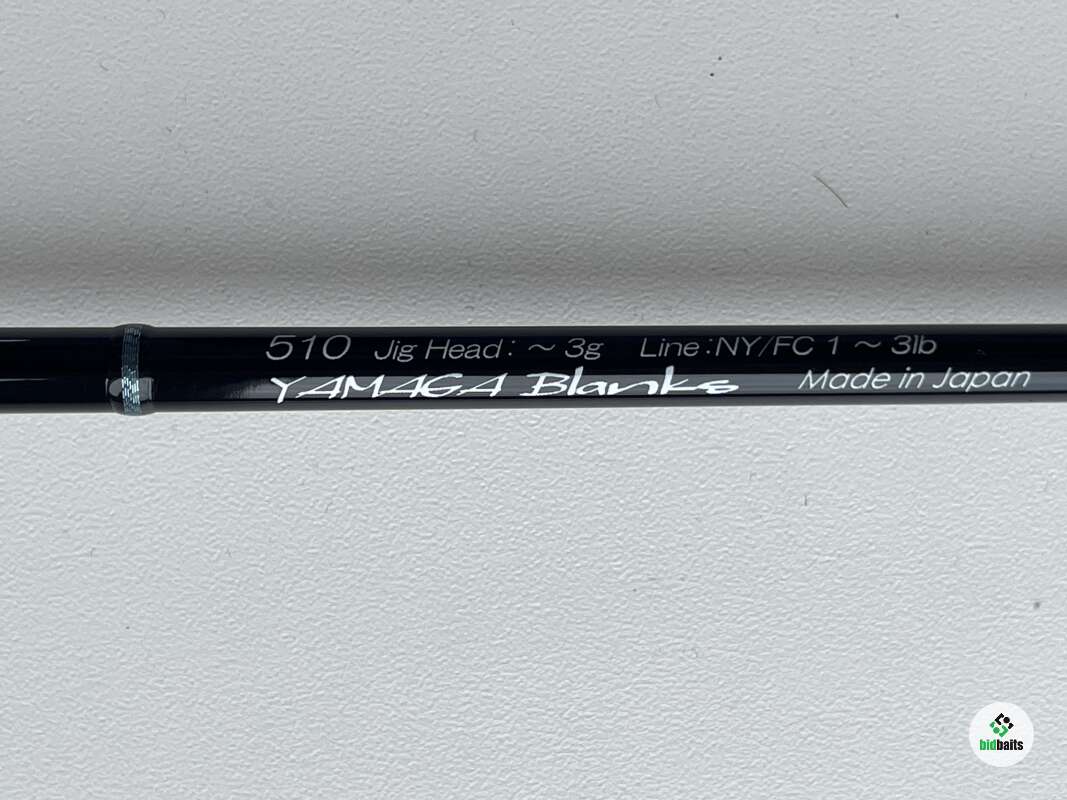 510 Jig Head: ～ 3g Line:NY/FC 1 ～ 3lb
YAMAGA Blanks Made in Japan
bidbaits